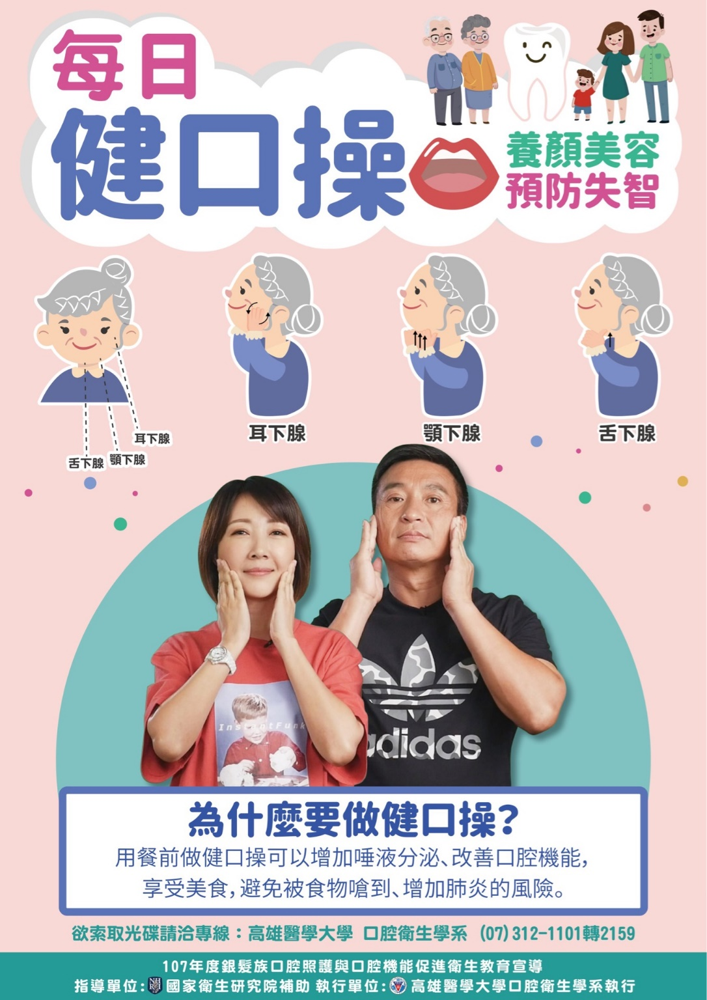 每日
健口操
養顏美容
預防失智
耳下腺
顎下腺
舌下腺
耳下腺
顎下腺
舌下腺
InstantFunk
adidas
為什麼要做健口操?
用餐前做健口操可以增加唾液分泌、改善口腔機能,
享受美食,避免被食物嗆到、增加肺炎的風險。
欲索取光碟請洽專線:高雄醫學大學 口腔衛生學系 (07)312-1101轉2159
107年度銀髮族口腔照護與口腔機能促進衛生教育宣導
指導單位: NHRI 國家衛生研究院補助 執行單位: 高雄醫學大學口腔衛生學系執行